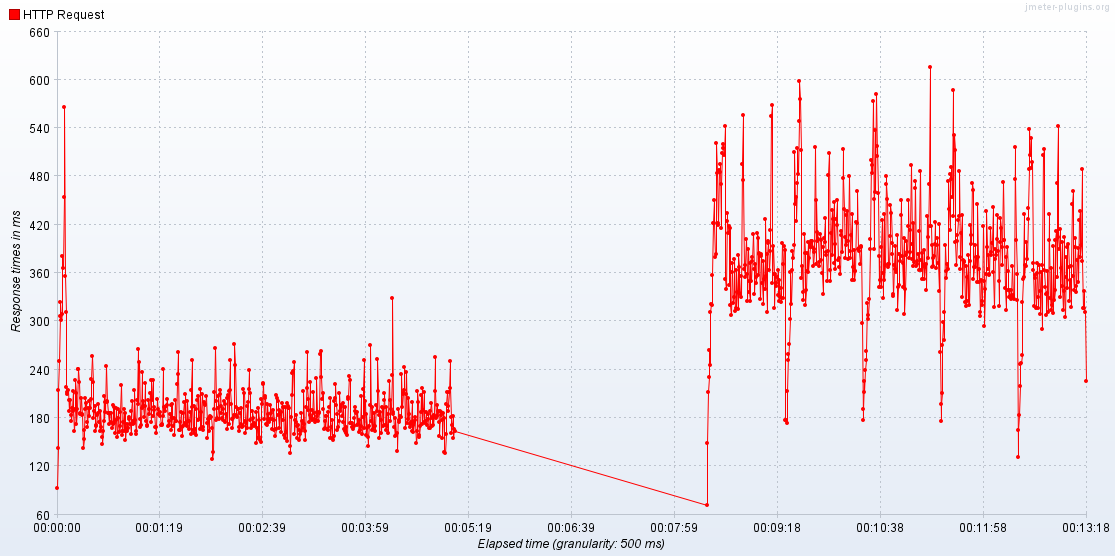 HTTP Request
jmeter-plugins.org
660
600
540
480
420
360
300
240
180
120
60
Response times in ms
00:00:00 00:01:19 00:02:39 00:03:59 00:05:19 00:06:39 00:07:59 00:09:18 00:10:38 00:11:58 00:13:18
Elapsed time (granularity: 500 ms)